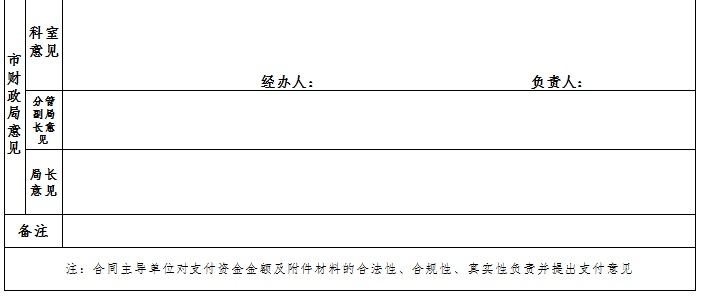 市财政局意见
科室
意见
经办人： 负责人：
分管
副局
长意
见
局长
意见
备注
注：合同主导单位对支付资金金额及附件材料的合法性、合规性、真实性负责并提出支付意见